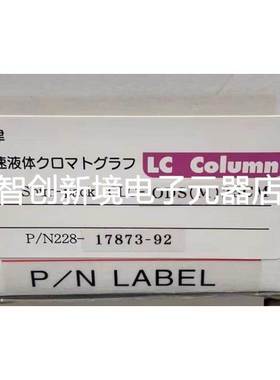 津
速液体クロマトグラフ LC Column
智创新境电子元器店
P/N228- 17873-92
P/N LABEL